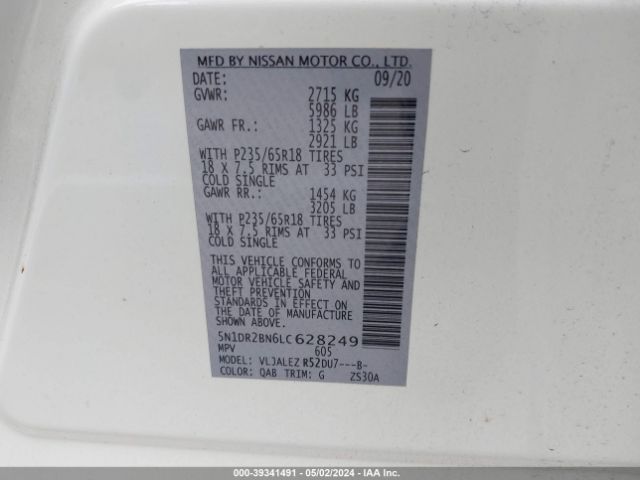 MFD BY NISSAN MOTOR CO., LTD.
DATE: 09/20
GVWR: 2715 KG
5986 LB
GAWR FR.: 1325 KG
2921 LB
WITH P235/65R18 TIRES
18 X 7.5 RIMS AT 33 PSI
COLD SINGLE
GAWR RR.: 1454 KG
3205 LB
WITH P235/65R18 TIRES
18 X 7.5 RIMS AT 33 PSI
COLD SINGLE
THIS VEHICLE CONFORMS TO
ALL APPLICABLE FEDERAL
MOTOR VEHICLE SAFETY AND
THEFT PREVENTION
STANDARDS IN EFFECT ON
THE DATE OF MANUFACTURE
SHOWN ABOVE.
5N1DR2BN6LC628249
MPV 605
MODEL: VLJALEZ R52DU7---B-
COLOR: QAB TRIM: G ZS30A
000-39341491 - 05/02/2024 - IAAI.COM